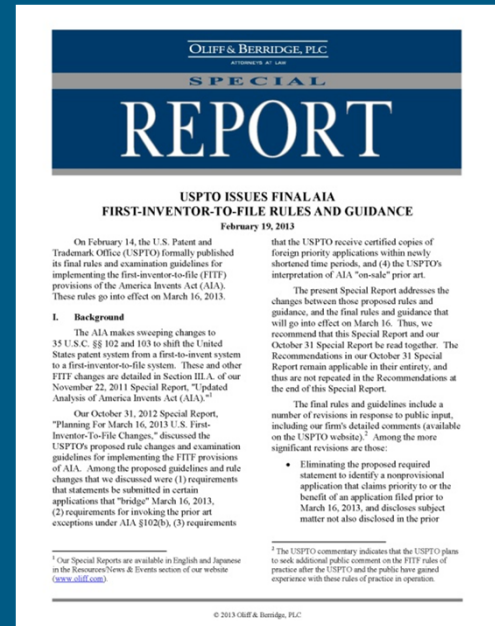 OLIFF & BERRIDGE, PLC
ATTORNEYS AT LAW
SPECIAL
REPORT
USPTO ISSUES FINAL AIA
FIRST-INVENTOR-TO-FILE RULES AND GUIDANCE
February 19, 2013
On February 14, the U.S. Patent and
Trademark Office (USPTO) formally published
its final rules and examination guidelines for
implementing the first-inventor-to-file (FITF)
provisions of the America Invents Act (AIA).
These rules go into effect on March 16, 2013.
I. Background
The AIA makes sweeping changes to
35 U.S.C. §§ 102 and 103 to shift the United
States patent system from a first-to-invent system
to a first-inventor-to-file system. These and other
FITF changes are detailed in Section III.A. of our
November 22, 2011 Special Report, "Updated
Analysis of America Invents Act (AIA)."1
Our October 31, 2012 Special Report,
"Planning For March 16, 2013 U.S. First-
Inventor-To-File Changes," discussed the
USPTO's proposed rule changes and examination
guidelines for implementing the FITF provisions
of AIA. Among the proposed guidelines and rule
changes that we discussed were (1) requirements
that statements be submitted in certain
applications that "bridge" March 16, 2013,
(2) requirements for invoking the prior art
exceptions under AIA §102(b), (3) requirements
1 Our Special Reports are available in English and Japanese
in the Resources/News & Events section of our website
(www.oliff.com).
that the USPTO receive certified copies of
foreign priority applications within newly
shortened time periods, and (4) the USPTO's
interpretation of AIA "on-sale" prior art.
The present Special Report addresses the
changes between those proposed rules and
guidance, and the final rules and guidance that
will go into effect on March 16. Thus, we
recommend that this Special Report and our
October 31 Special Report be read together. The
Recommendations in our October 31 Special
Report remain applicable in their entirety, and
thus are not repeated in the Recommendations at
the end of this Special Report.
The final rules and guidelines include a
number of revisions in response to public input,
including our firm's detailed comments (available
on the USPTO website).2 Among the more
significant revisions are those:
• Eliminating the proposed required
statement to identify a nonprovisional
application that claims priority to or the
benefit of an application filed prior to
March 16, 2013, and discloses subject
matter not also disclosed in the prior
2 The USPTO commentary indicates that the USPTO plans
to seek additional public comment on the FITF rules of
practice after the USPTO and the public have gained
experience with these rules of practice in operation.
© 2013 Oliff & Berridge, PLC